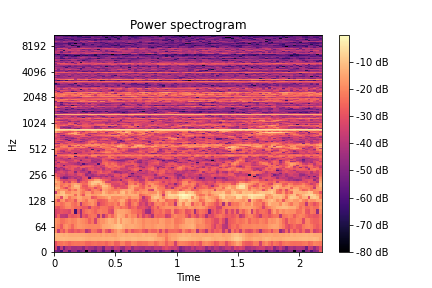 Power spectrogram
8192
4096
2048
1024
512
256
128
64
0
Hz
0
0.5
1
1.5
2
Time
-10 dB
-20 dB
-30 dB
-40 dB
-50 dB
-60 dB
-70 dB
-80 dB